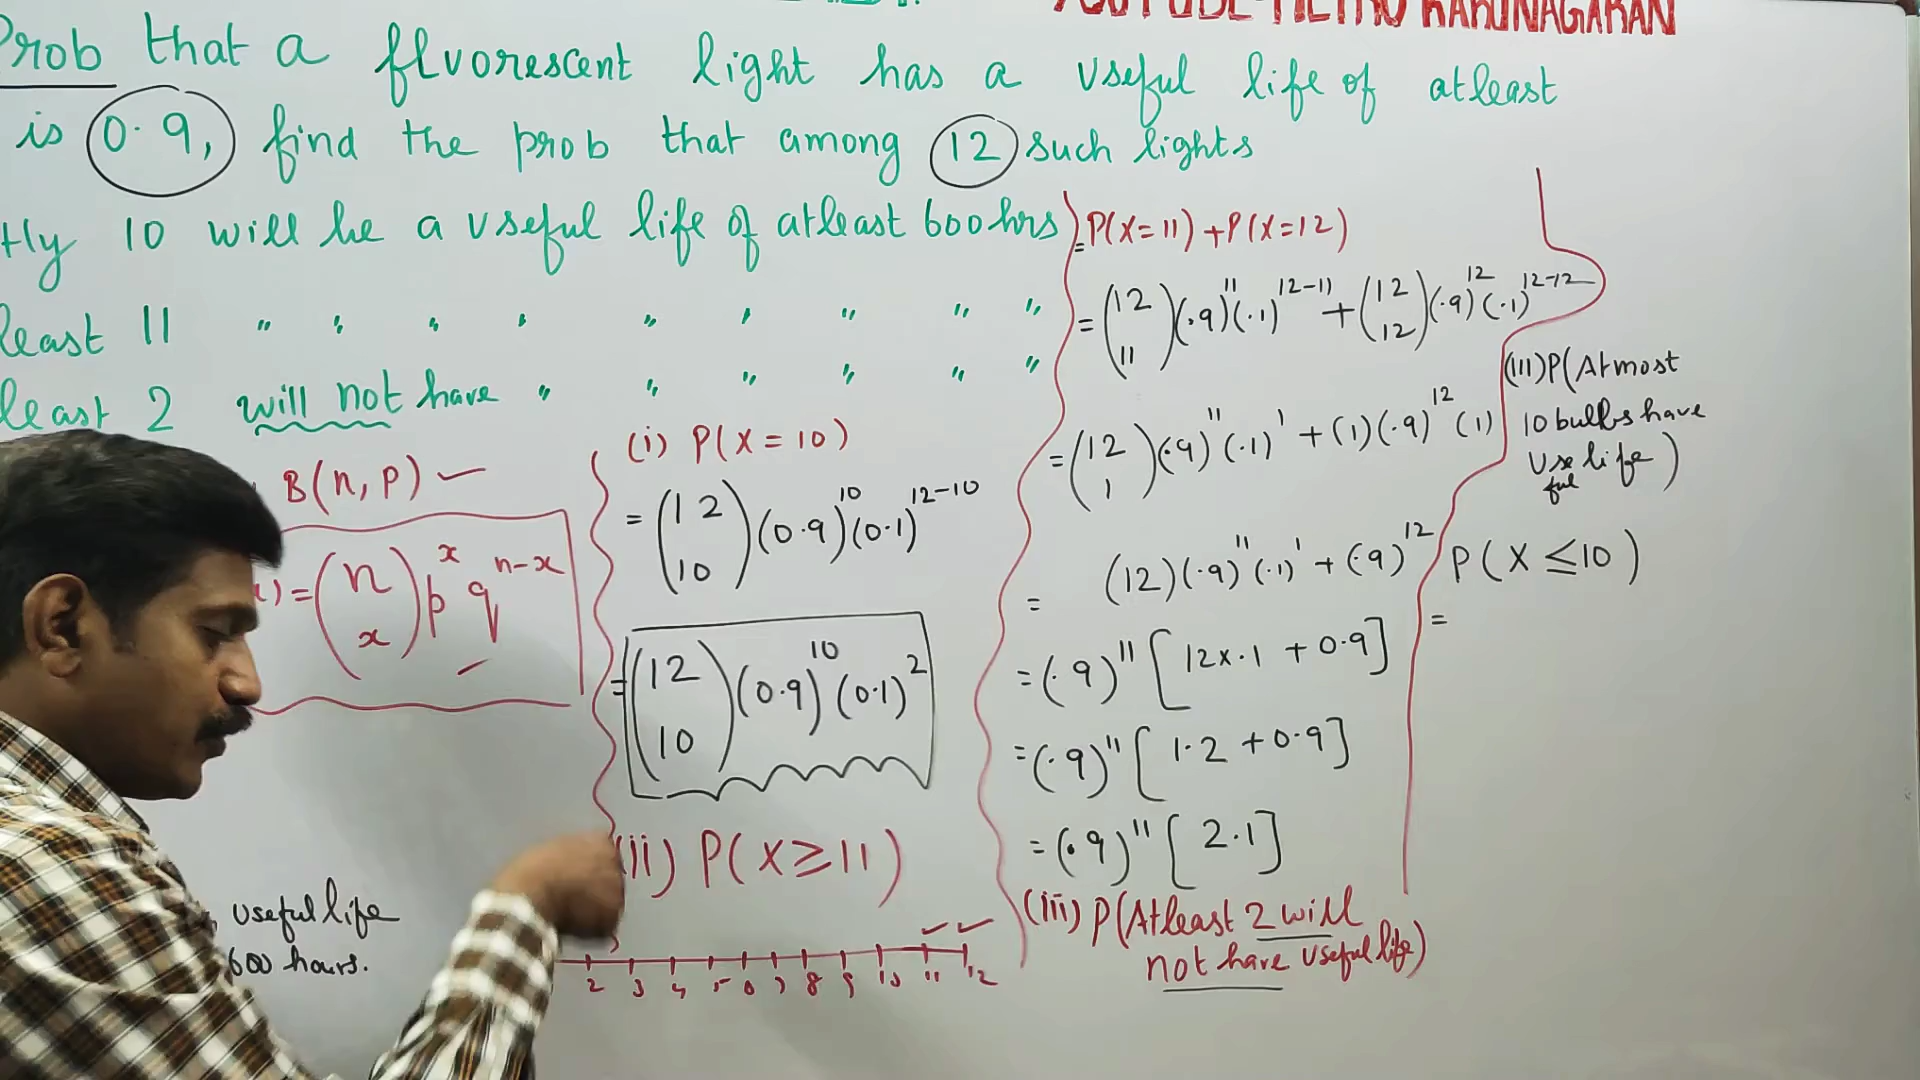 YOUTUBE-METRO KARUNAGARAN
Prob that a fluorescent light has a useful life of atleast
is 0.9, find the prob that among 12 such lights
tly 10 will be a useful life of atleast 600 hrs
least 11 " " " " " " " " "
least 2 will not have " " " " " "
B(n, p) ✓
) = (n x) p^x q^(n-x)
useful life
600 hours.
(i) P(X = 10)
= (12 10) (0.9)^10 (0.1)^(12-10)
= (12 10) (0.9)^10 (0.1)^2
(ii) P(X ≥ 11)
2 3 4 5 6 7 8 9 10 11 12
= P(X = 11) + P(X = 12)
= (12 11) (.9)^11 (.1)^(12-11) + (12 12) (.9)^12 (.1)^(12-12)
= (12 1) (.9)^11 (.1)^1 + (1) (.9)^12 (1)
= (12) (.9)^11 (.1)^1 + (.9)^12
= (.9)^11 [12 x .1 + 0.9]
= (.9)^11 [1.2 + 0.9]
= (.9)^11 [2.1]
(iii) P(Atleast 2 will
not have useful life)
(iii) P(Atmost
10 bulbs have
Useful life)
P(X ≤ 10)
=